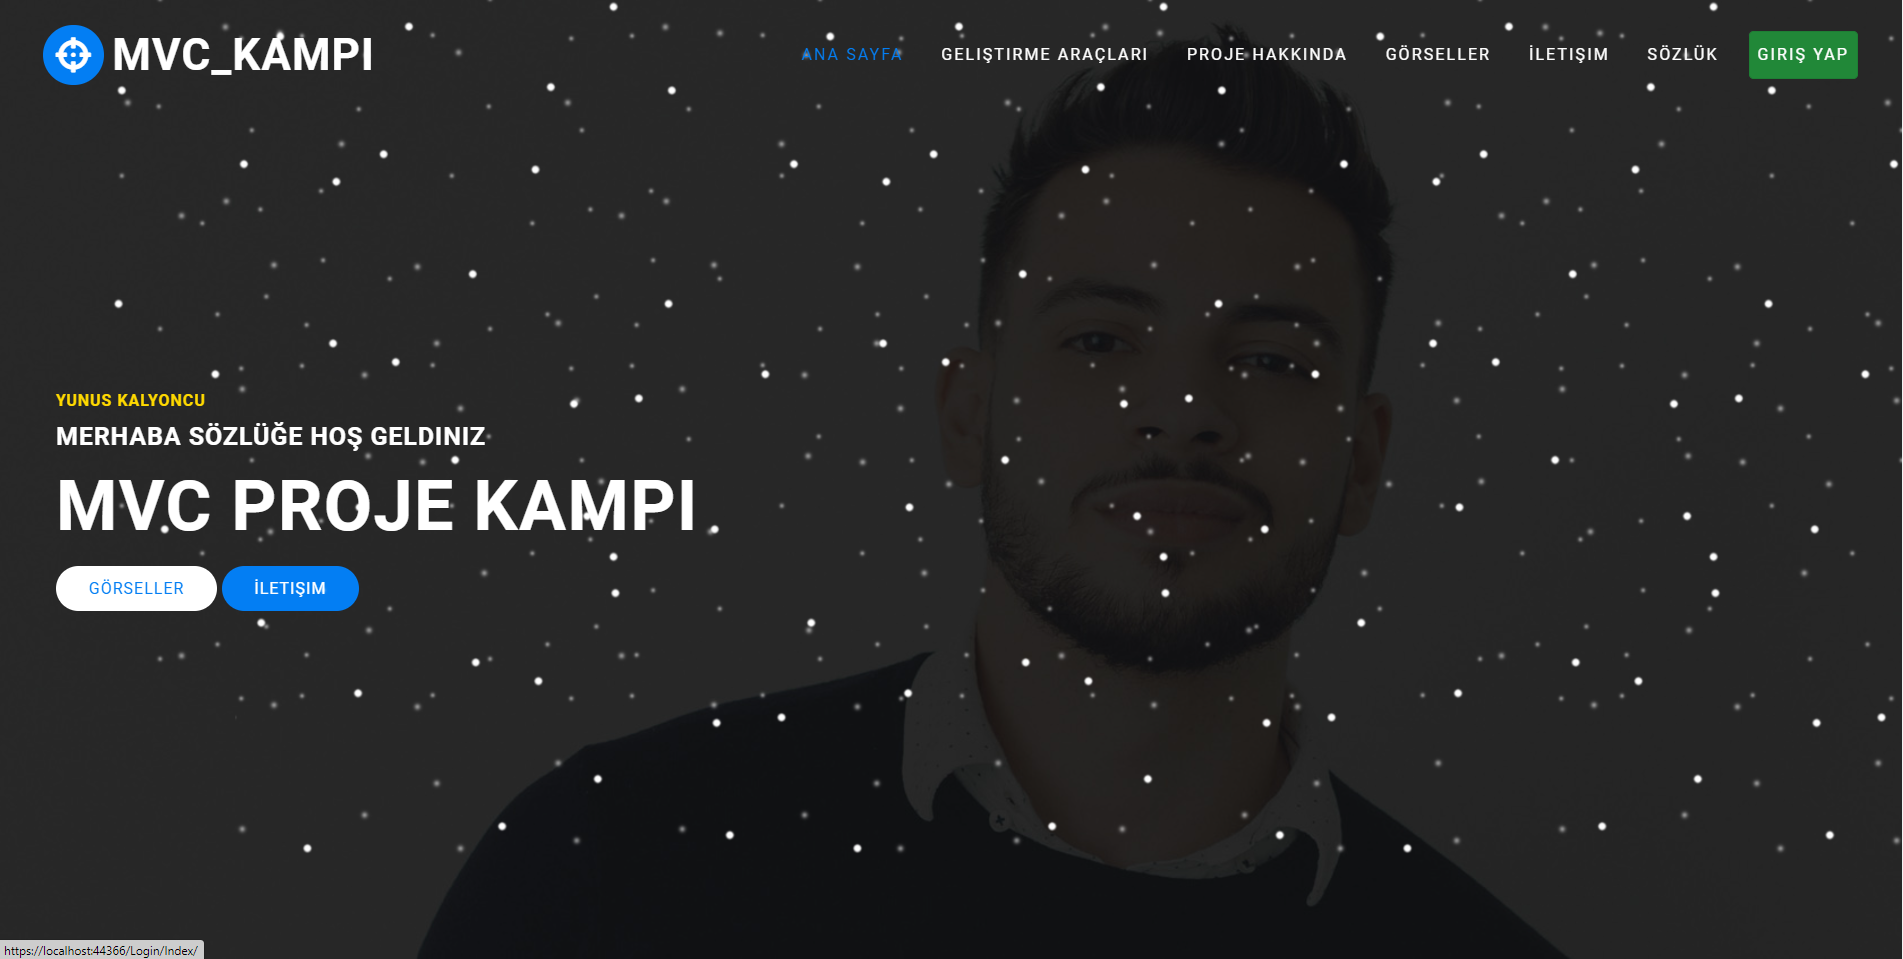 MVC_KAMPI
ANA SAYFA GELIŞTIRME ARAÇLARI PROJE HAKKINDA GÖRSELLER İLETIŞIM SÖZLÜK GIRIŞ YAP
YUNUS KALYONCU
MERHABA SÖZLÜĞE HOŞ GELDINIZ
MVC PROJE KAMPI
GÖRSELLER İLETIŞIM
https://localhost:44366/Login/Index/